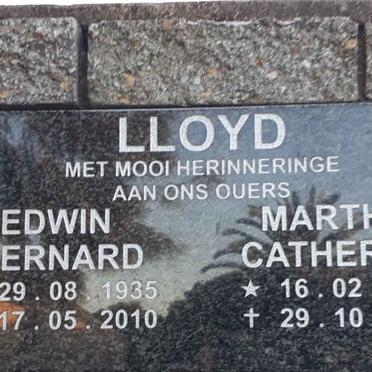 LLOYD
MET MOOI HERINNERINGE
AAN ONS OUERS
EDWIN
ERNARD
29 . 08 . 1935
17 . 05 . 2010
MARTH
CATHER
★ 16 . 02
✝ 29 . 10